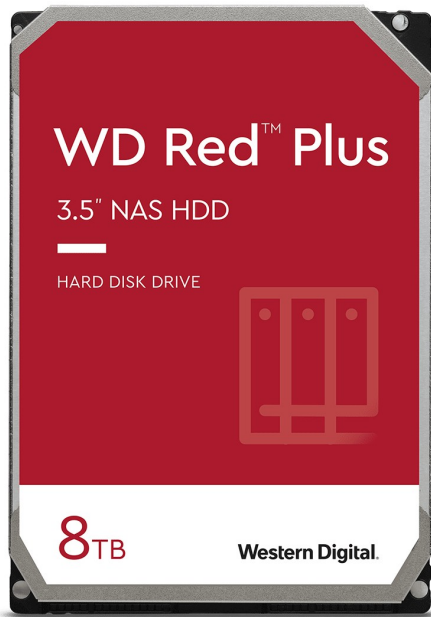 WD Red™ Plus
3.5" NAS HDD
HARD DISK DRIVE
8TB
Western Digital.